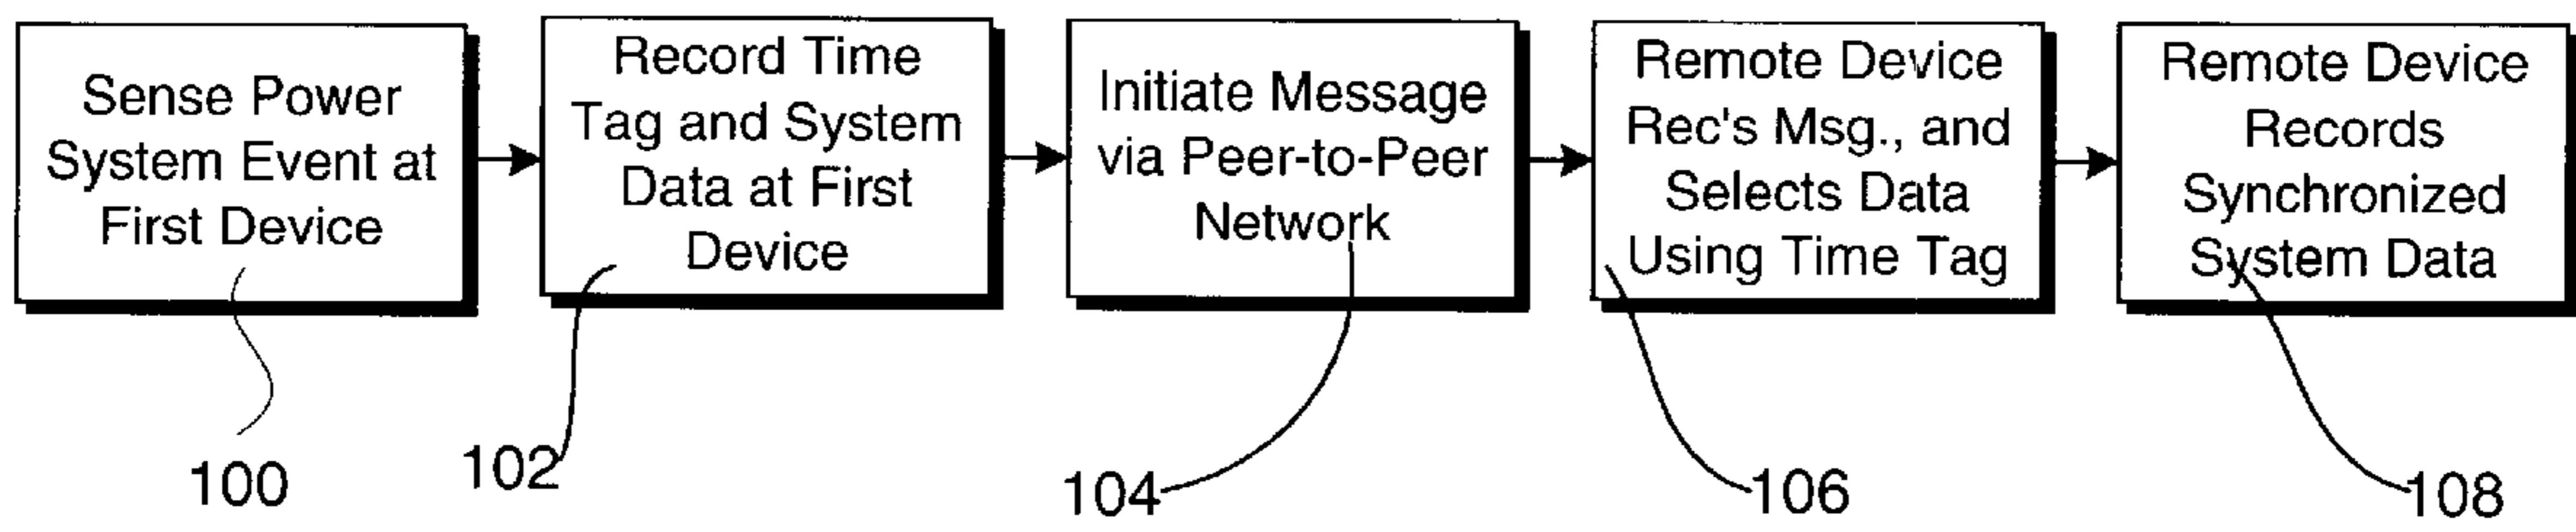 Sense Power
System Event at
First Device
Record Time
Tag and System
Data at First
Device
Initiate Message
via Peer-to-Peer
Network
Remote Device
Rec's Msg., and
Selects Data
Using Time Tag
Remote Device
Records
Synchronized
System Data
100
102
104
106
108